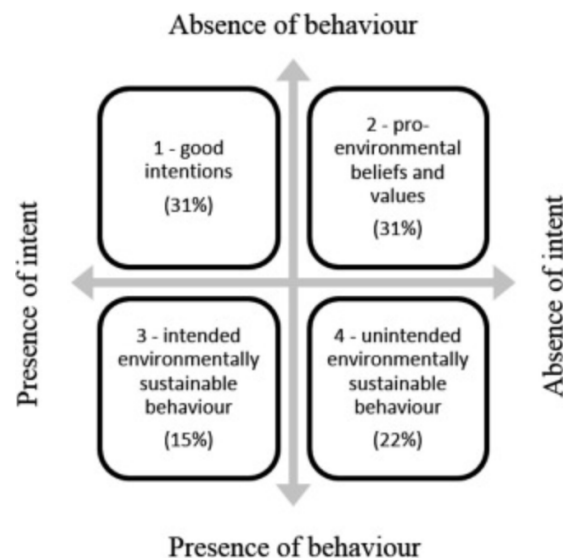 Absence of behaviour
1 - good
intentions
(31%)
2 - pro-
environmental
beliefs and
values
(31%)
Presence of intent
Absence of intent
3 - intended
environmentally
sustainable
behaviour
(15%)
4 - unintended
environmentally
sustainable
behaviour
(22%)
Presence of behaviour